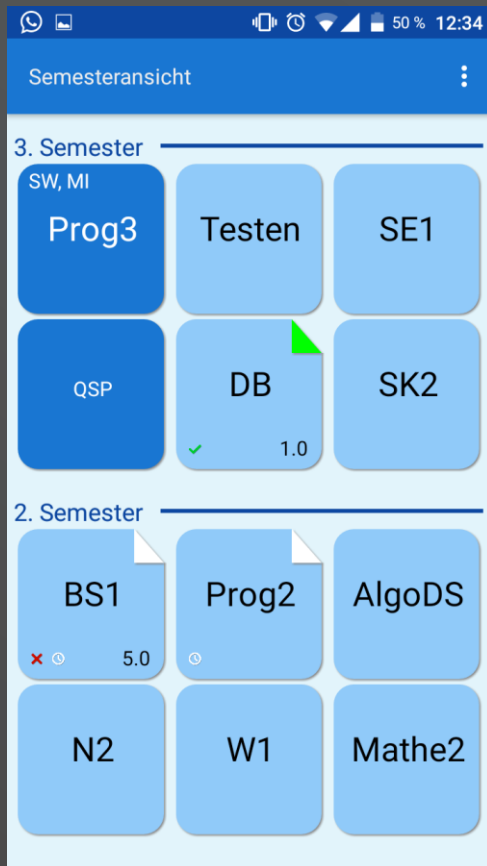 50 % 12:34
Semesteransicht
3. Semester
SW, MI
Prog3
Testen
SE1
QSP
DB
1.0
SK2
2. Semester
BS1
5.0
Prog2
AlgoDS
N2
W1
Mathe2